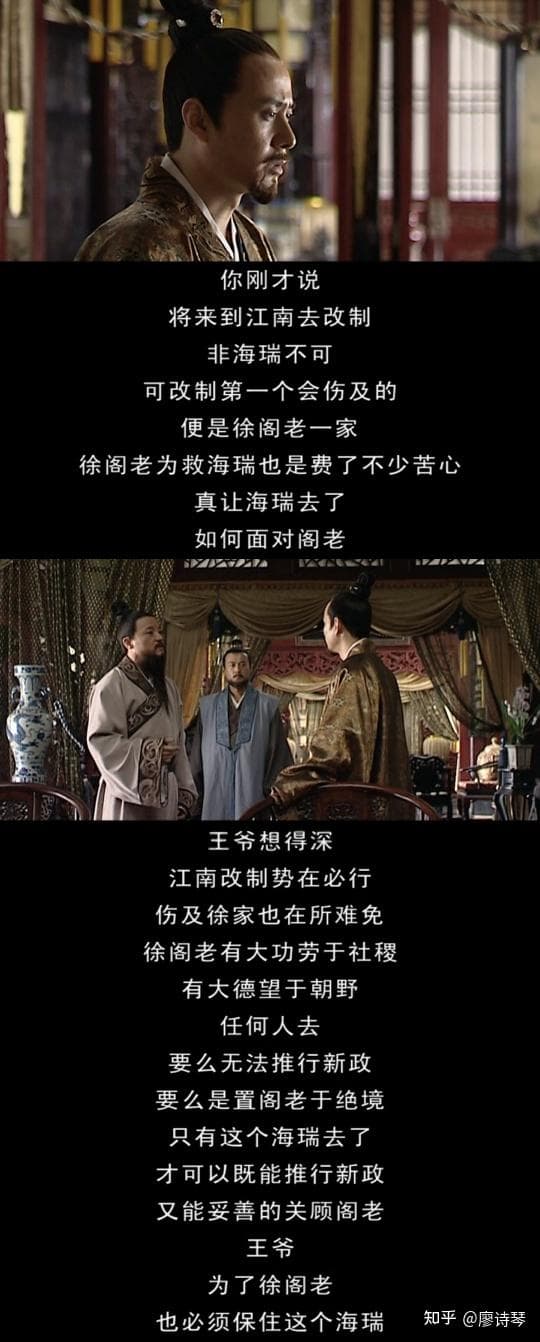 你刚才说
将来到江南去改制
非海瑞不可
可改制第一个会伤及的
便是徐阁老一家
徐阁老为救海瑞也是费了不少苦心
真让海瑞去了
如何面对阁老
王爷想得深
江南改制势在必行
伤及徐家也在所难免
徐阁老有大功劳于社稷
有大德望于朝野
任何人去
要么无法推行新政
要么是置阁老于绝境
只有这个海瑞去了
才可以既能推行新政
又能妥善的关顾阁老
王爷
为了徐阁老
也必须保住这个海瑞
知乎 @廖诗琴